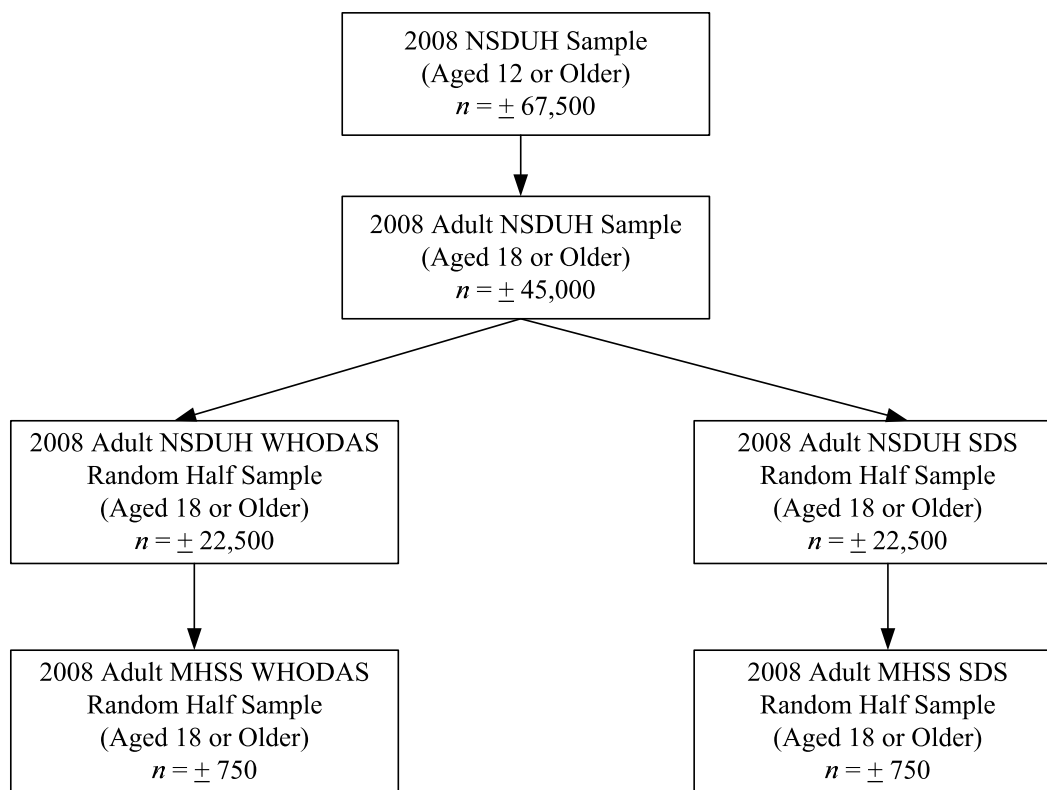 2008 NSDUH Sample
(Aged 12 or Older)
n = ± 67,500
2008 Adult NSDUH Sample
(Aged 18 or Older)
n = ± 45,000
2008 Adult NSDUH WHODAS
Random Half Sample
(Aged 18 or Older)
n = ± 22,500
2008 Adult NSDUH SDS
Random Half Sample
(Aged 18 or Older)
n = ± 22,500
2008 Adult MHSS WHODAS
Random Half Sample
(Aged 18 or Older)
n = ± 750
2008 Adult MHSS SDS
Random Half Sample
(Aged 18 or Older)
n = ± 750